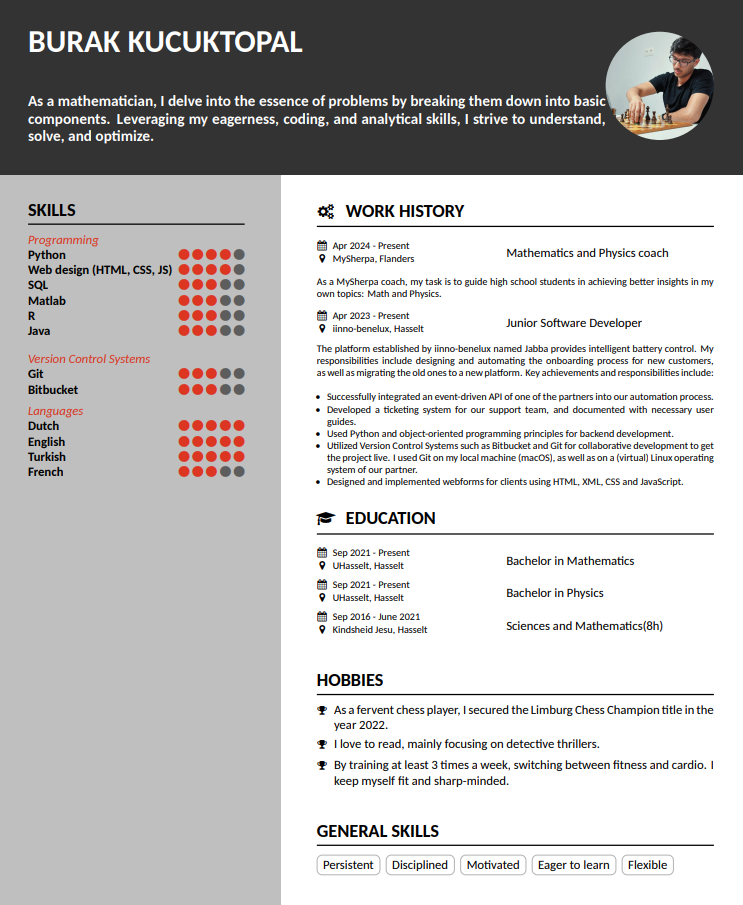 BURAK KUCUKTOPAL
As a mathematician, I delve into the essence of problems by breaking them down into basic
components. Leveraging my eagerness, coding, and analytical skills, I strive to understand,
solve, and optimize.
SKILLS
Programming
Python
Web design (HTML, CSS, JS)
SQL
Matlab
R
Java
Version Control Systems
Git
Bitbucket
Languages
Dutch
English
Turkish
French
WORK HISTORY
Apr 2024 - Present
MySherpa, Flanders
Mathematics and Physics coach
As a MySherpa coach, my task is to guide high school students in achieving better insights in my
own topics: Math and Physics.
Apr 2023 - Present
iinno-benelux, Hasselt
Junior Software Developer
The platform established by iinno-benelux named Jabba provides intelligent battery control. My
responsibilities include designing and automating the onboarding process for new customers,
as well as migrating the old ones to a new platform. Key achievements and responsibilities include:
• Successfully integrated an event-driven API of one of the partners into our automation process.
• Developed a ticketing system for our support team, and documented with necessary user
guides.
• Used Python and object-oriented programming principles for backend development.
• Utilized Version Control Systems such as Bitbucket and Git for collaborative development to get
the project live. I used Git on my local machine (macOS), as well as on a (virtual) Linux operating
system of our partner.
• Designed and implemented webforms for clients using HTML, XML, CSS and JavaScript.
EDUCATION
Sep 2021 - Present
UHasselt, Hasselt
Bachelor in Mathematics
Sep 2021 - Present
UHasselt, Hasselt
Bachelor in Physics
Sep 2016 - June 2021
Kindsheid Jesu, Hasselt
Sciences and Mathematics(8h)
HOBBIES
As a fervent chess player, I secured the Limburg Chess Champion title in the
year 2022.
I love to read, mainly focusing on detective thrillers.
By training at least 3 times a week, switching between fitness and cardio. I
keep myself fit and sharp-minded.
GENERAL SKILLS
Persistent Disciplined Motivated Eager to learn Flexible